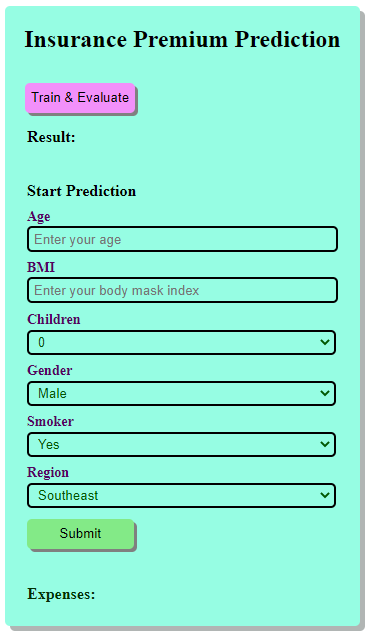 Insurance Premium Prediction
Train & Evaluate
Result:
Start Prediction
Age
Enter your age
BMI
Enter your body mask index
Children
0
Gender
Male
Smoker
Yes
Region
Southeast
Submit
Expenses: